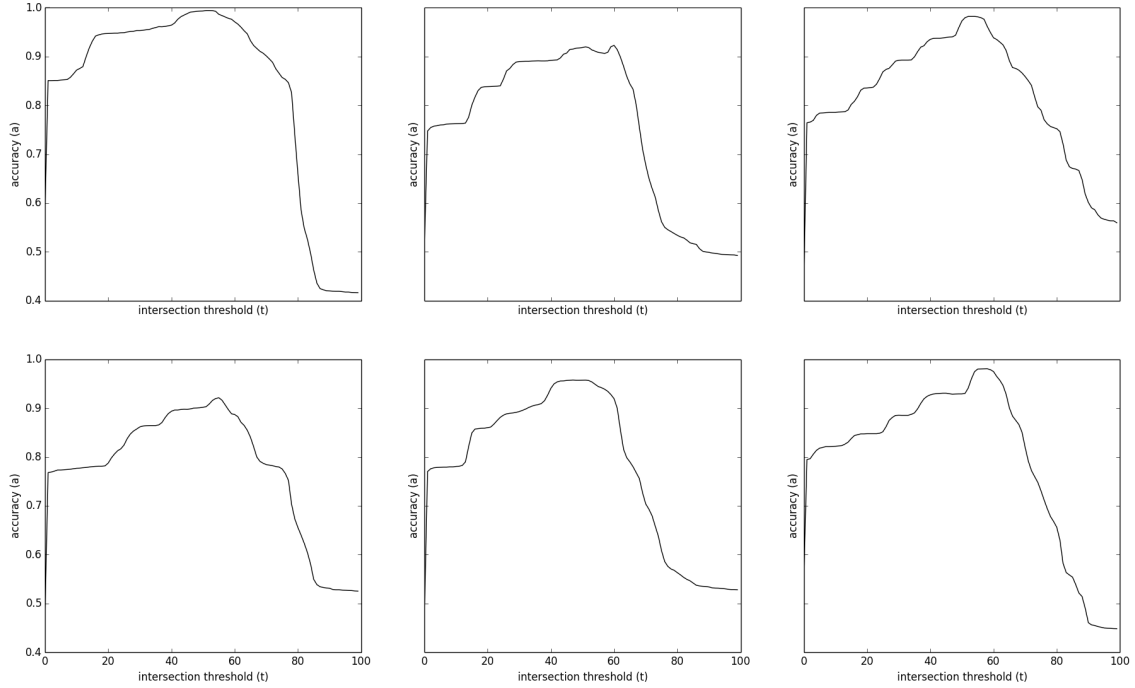 1.0
0.9
0.8
0.7
0.6
0.5
0.4
accuracy (a)
accuracy (a)
accuracy (a)
intersection threshold (t)
intersection threshold (t)
intersection threshold (t)
1.0
0.9
0.8
0.7
0.6
0.5
0.4
accuracy (a)
accuracy (a)
accuracy (a)
0 20 40 60 80 100
0 20 40 60 80 100
0 20 40 60 80 100
intersection threshold (t)
intersection threshold (t)
intersection threshold (t)